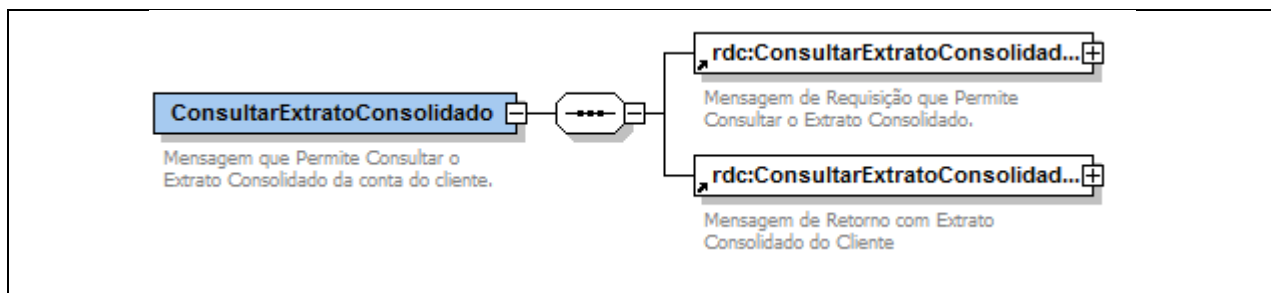 rdc:ConsultarExtratoConsolidad...
Mensagem de Requisição que Permite
Consultar o Extrato Consolidado.
ConsultarExtratoConsolidado
Mensagem que Permite Consultar o
Extrato Consolidado da conta do cliente.
rdc:ConsultarExtratoConsolidad...
Mensagem de Retorno com Extrato
Consolidado do Cliente